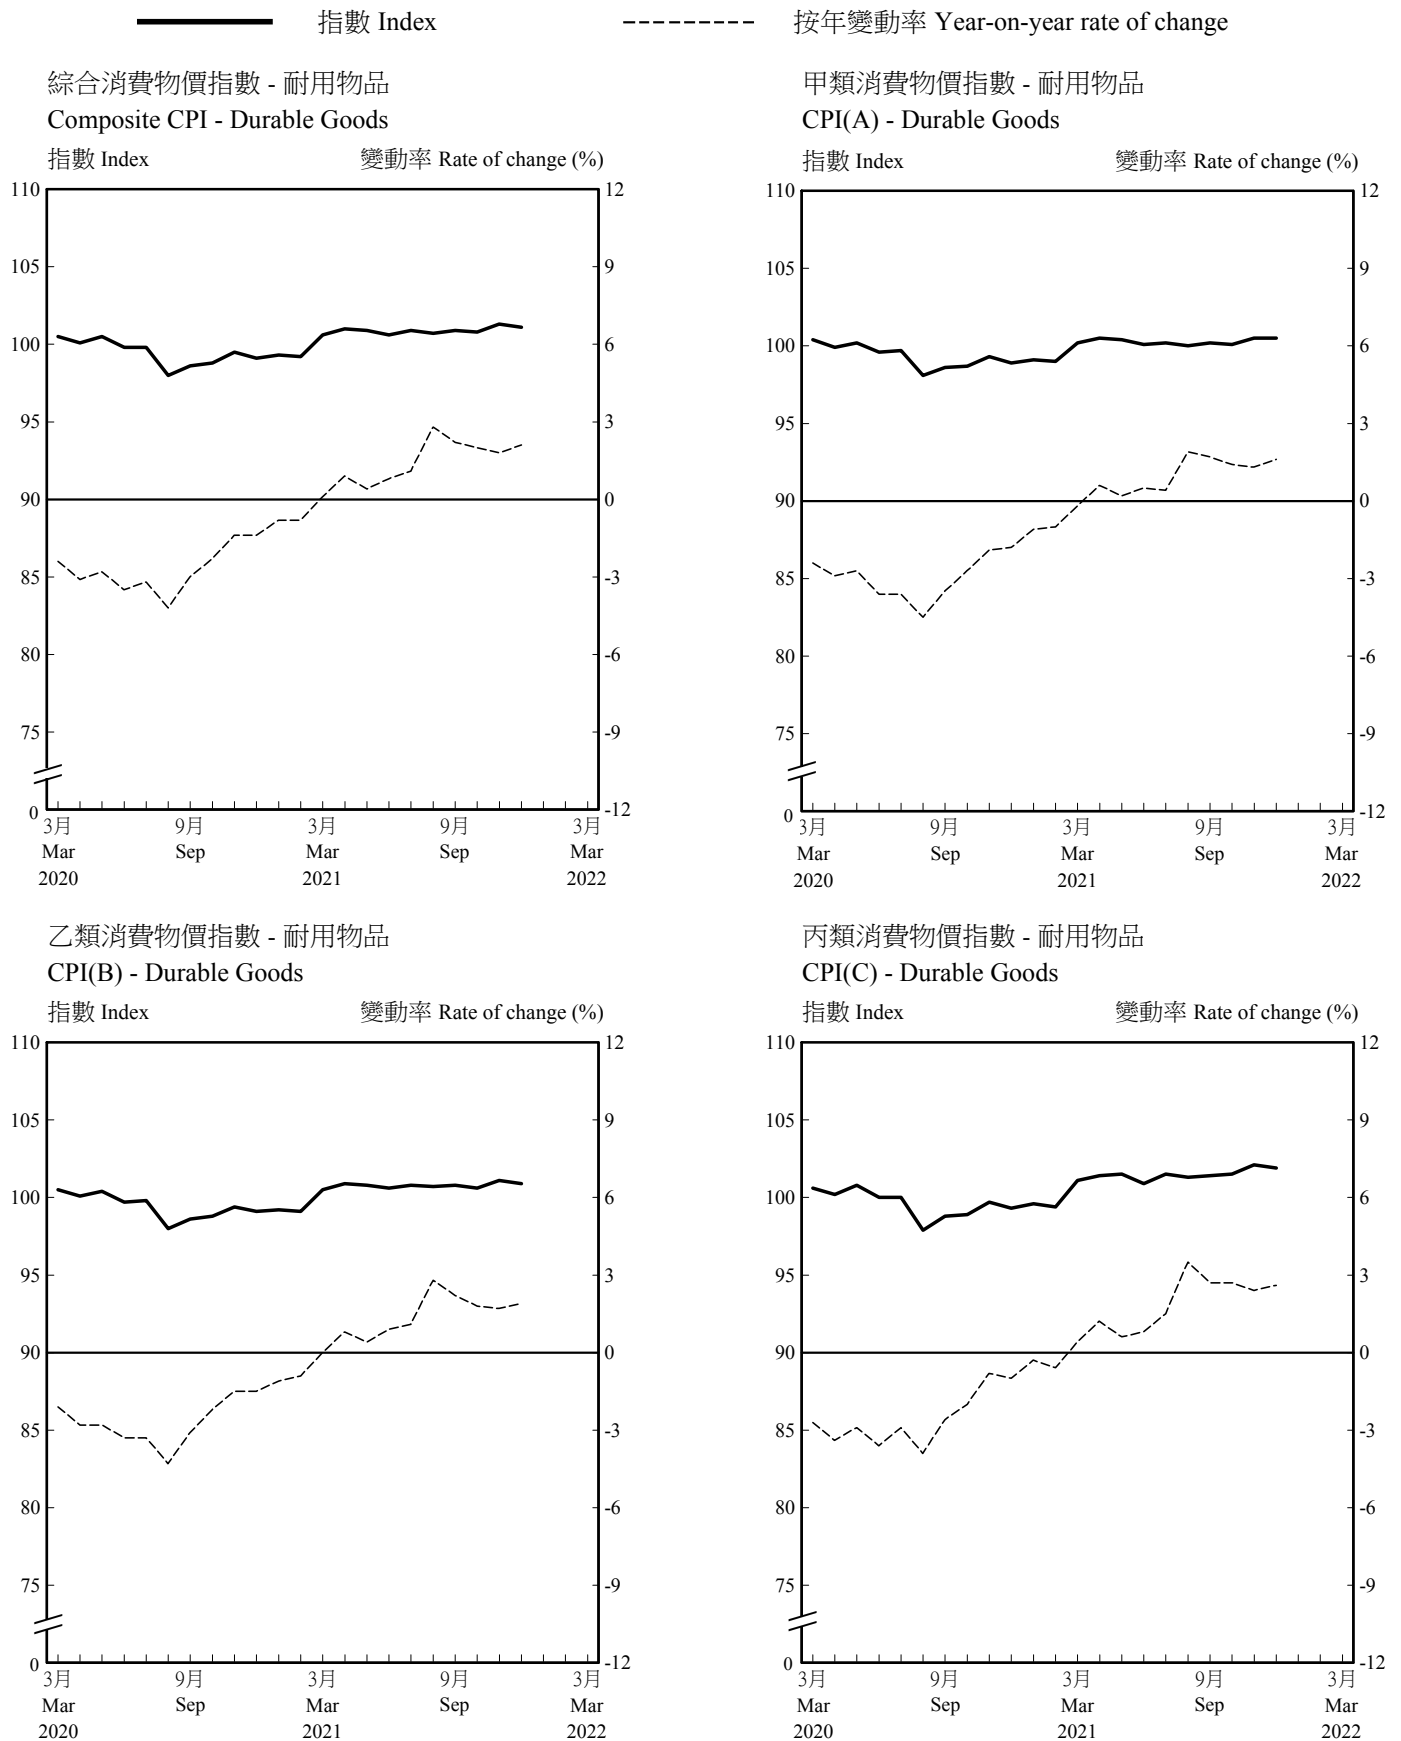 指數 Index
按年變動率 Year-on-year rate of change
綜合消費物價指數 - 耐用物品
Composite CPI - Durable Goods
指數 Index 變動率 Rate of change (%)
110 12
105 9
100 6
95 3
90 0
85 -3
80 -6
75 -9
0 -12
3月 9月 3月 9月 3月
Mar Sep Mar Sep Mar
2020 2021 2022
甲類消費物價指數 - 耐用物品
CPI(A) - Durable Goods
指數 Index 變動率 Rate of change (%)
110 12
105 9
100 6
95 3
90 0
85 -3
80 -6
75 -9
0 -12
3月 9月 3月 9月 3月
Mar Sep Mar Sep Mar
2020 2021 2022
乙類消費物價指數 - 耐用物品
CPI(B) - Durable Goods
指數 Index 變動率 Rate of change (%)
110 12
105 9
100 6
95 3
90 0
85 -3
80 -6
75 -9
0 -12
3月 9月 3月 9月 3月
Mar Sep Mar Sep Mar
2020 2021 2022
丙類消費物價指數 - 耐用物品
CPI(C) - Durable Goods
指數 Index 變動率 Rate of change (%)
110 12
105 9
100 6
95 3
90 0
85 -3
80 -6
75 -9
0 -12
3月 9月 3月 9月 3月
Mar Sep Mar Sep Mar
2020 2021 2022